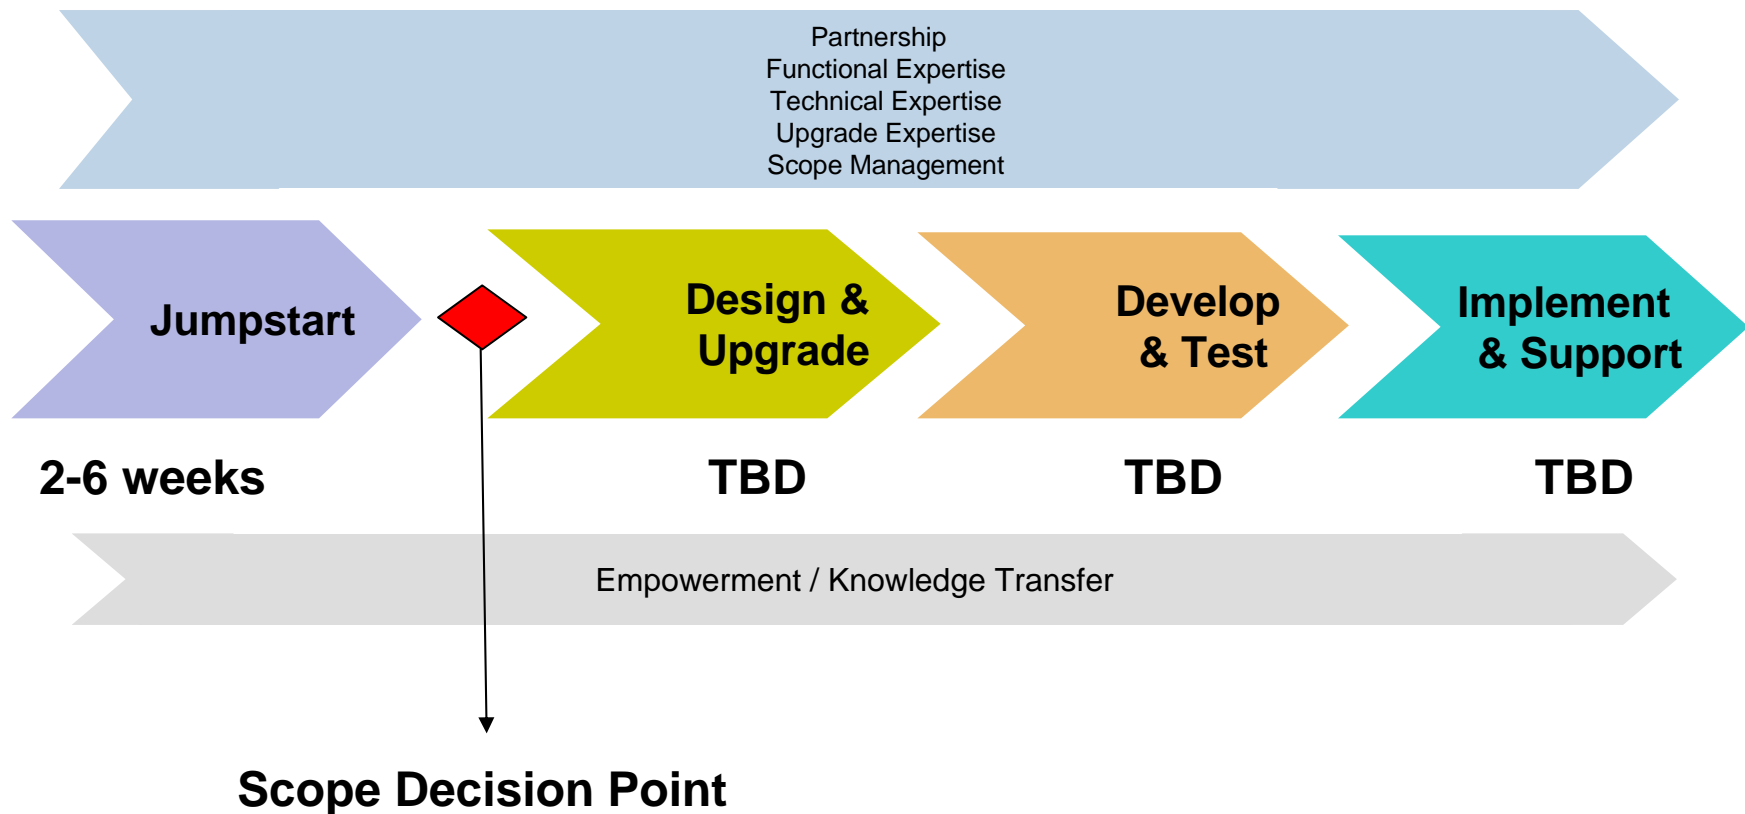 Partnership
Functional Expertise
Technical Expertise
Upgrade Expertise
Scope Management
Jumpstart
Design &
Upgrade
Develop
& Test
Implement
& Support
2-6 weeks
TBD
TBD
TBD
Empowerment / Knowledge Transfer
Scope Decision Point